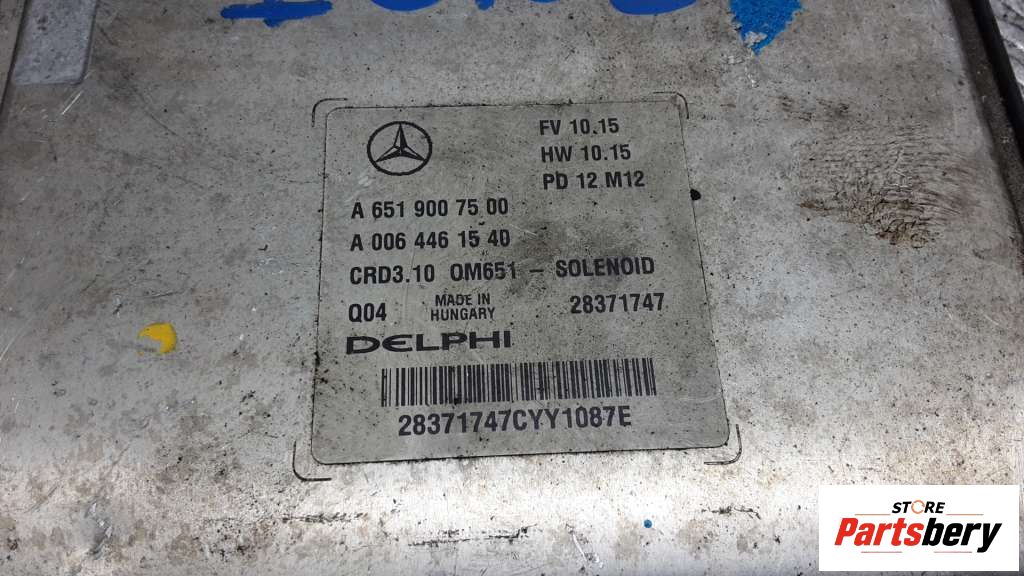 FV 10.15
HW 10.15
PD 12 M12
A 651 900 75 00
A 006 446 15 40
CRD3.10 OM651 - SOLENOID
Q04 MADE IN HUNGARY 28371747
DELPHI
28371747CYY1087E
STORE
Partsbery